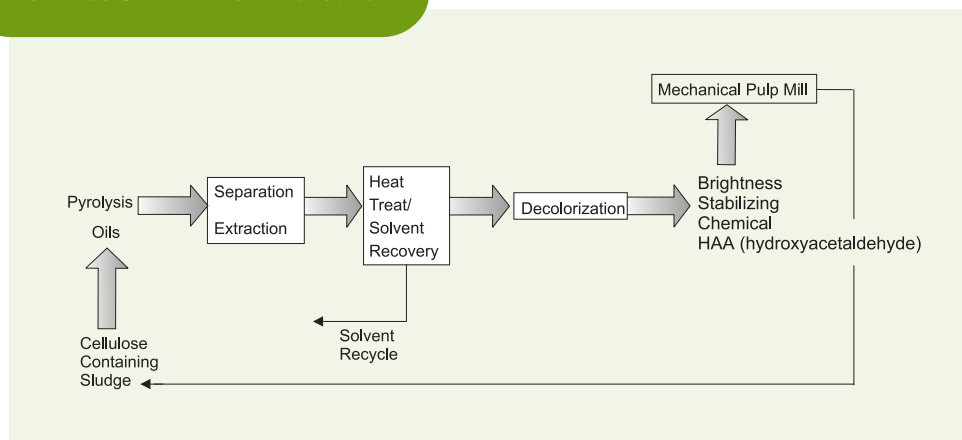 Mechanical Pulp Mill
Pyrolysis
Oils
Separation
Extraction
Heat
Treat/
Solvent
Recovery
Decolorization
Brightness
Stabilizing
Chemical
HAA (hydroxyacetaldehyde)
Solvent
Recycle
Cellulose
Containing
Sludge